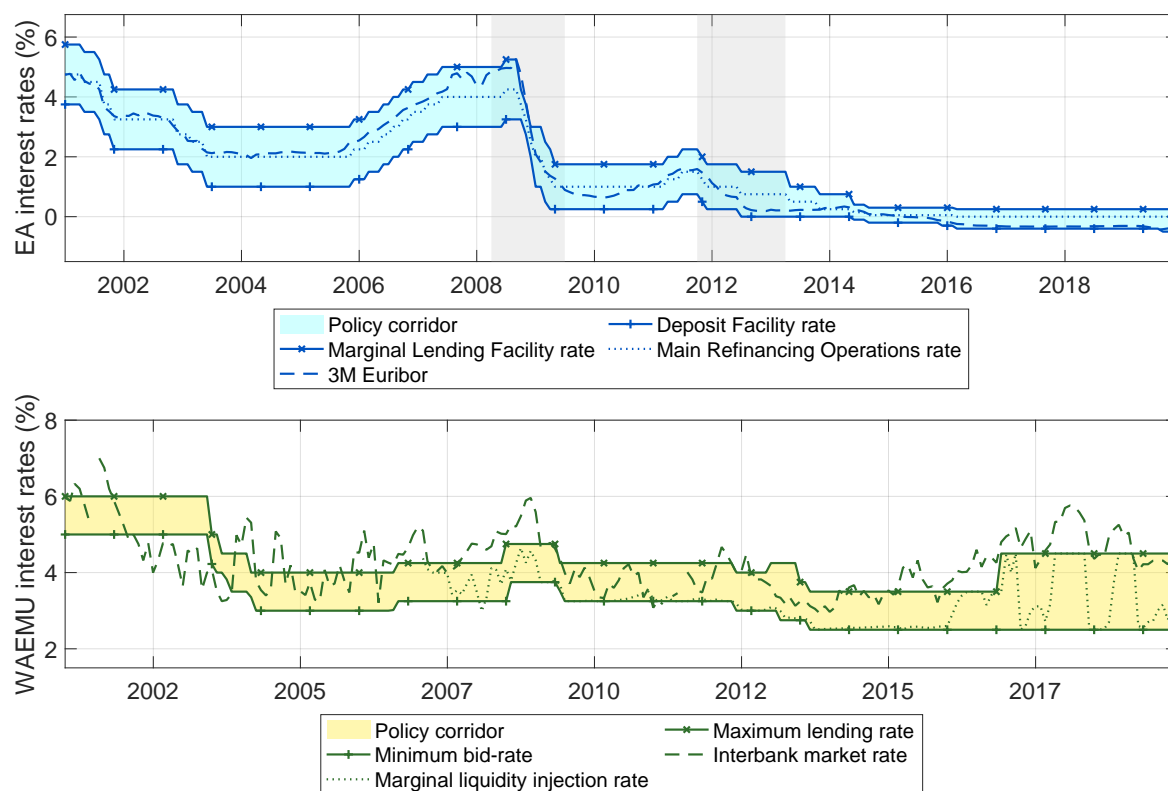 EA interest rates (%)
6
4
2
0
2002 2004 2006 2008 2010 2012 2014 2016 2018
Policy corridor
Deposit Facility rate
Marginal Lending Facility rate
Main Refinancing Operations rate
3M Euribor
WAEMU interest rates (%)
8
6
4
2
2002 2005 2007 2010 2012 2015 2017
Policy corridor
Maximum lending rate
Minimum bid-rate
Interbank market rate
Marginal liquidity injection rate